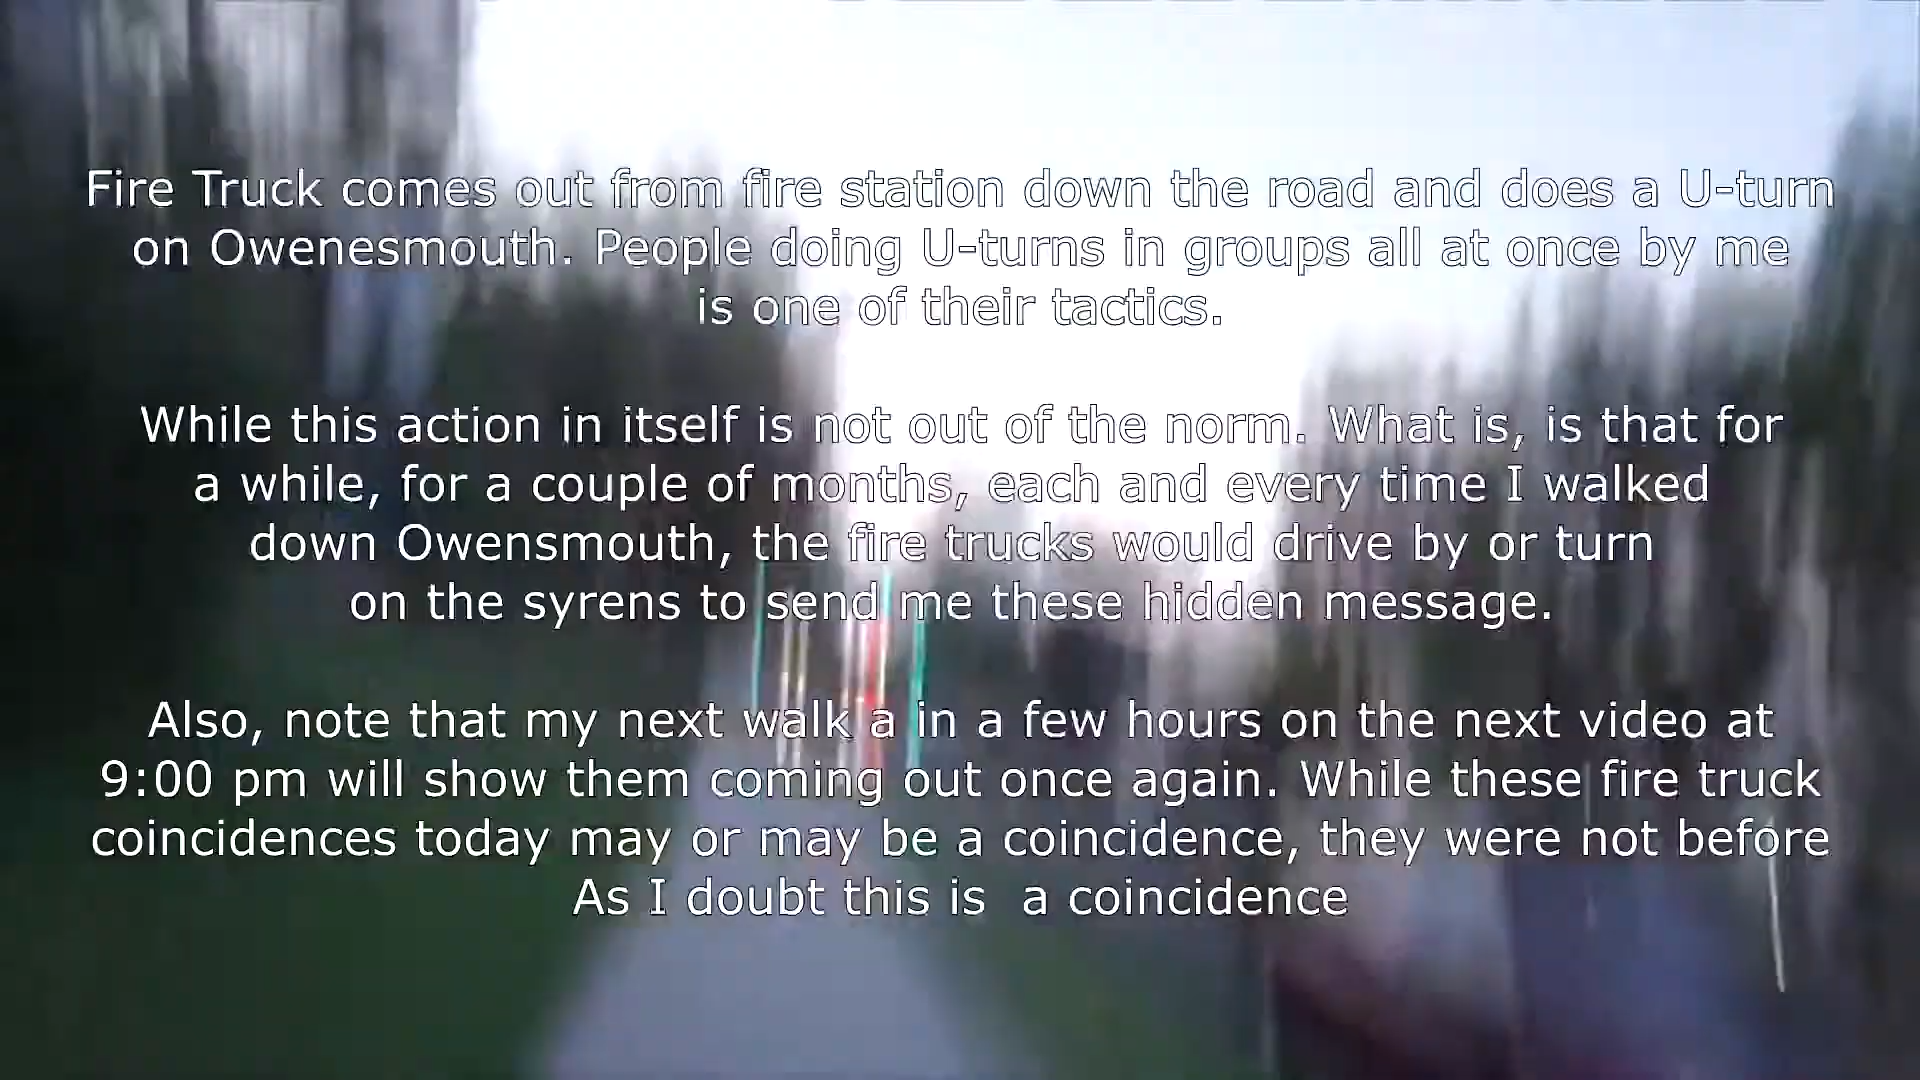 Fire Truck comes out from fire station down the road and does a U-turn
on Owenesmouth. People doing U-turns in groups all at once by me
is one of their tactics.
While this action in itself is not out of the norm. What is, is that for
a while, for a couple of months, each and every time I walked
down Owensmouth, the fire trucks would drive by or turn
on the syrens to send me these hidden message.
Also, note that my next walk a in a few hours on the next video at
9:00 pm will show them coming out once again. While these fire truck
coincidences today may or may be a coincidence, they were not before
As I doubt this is  a coincidence